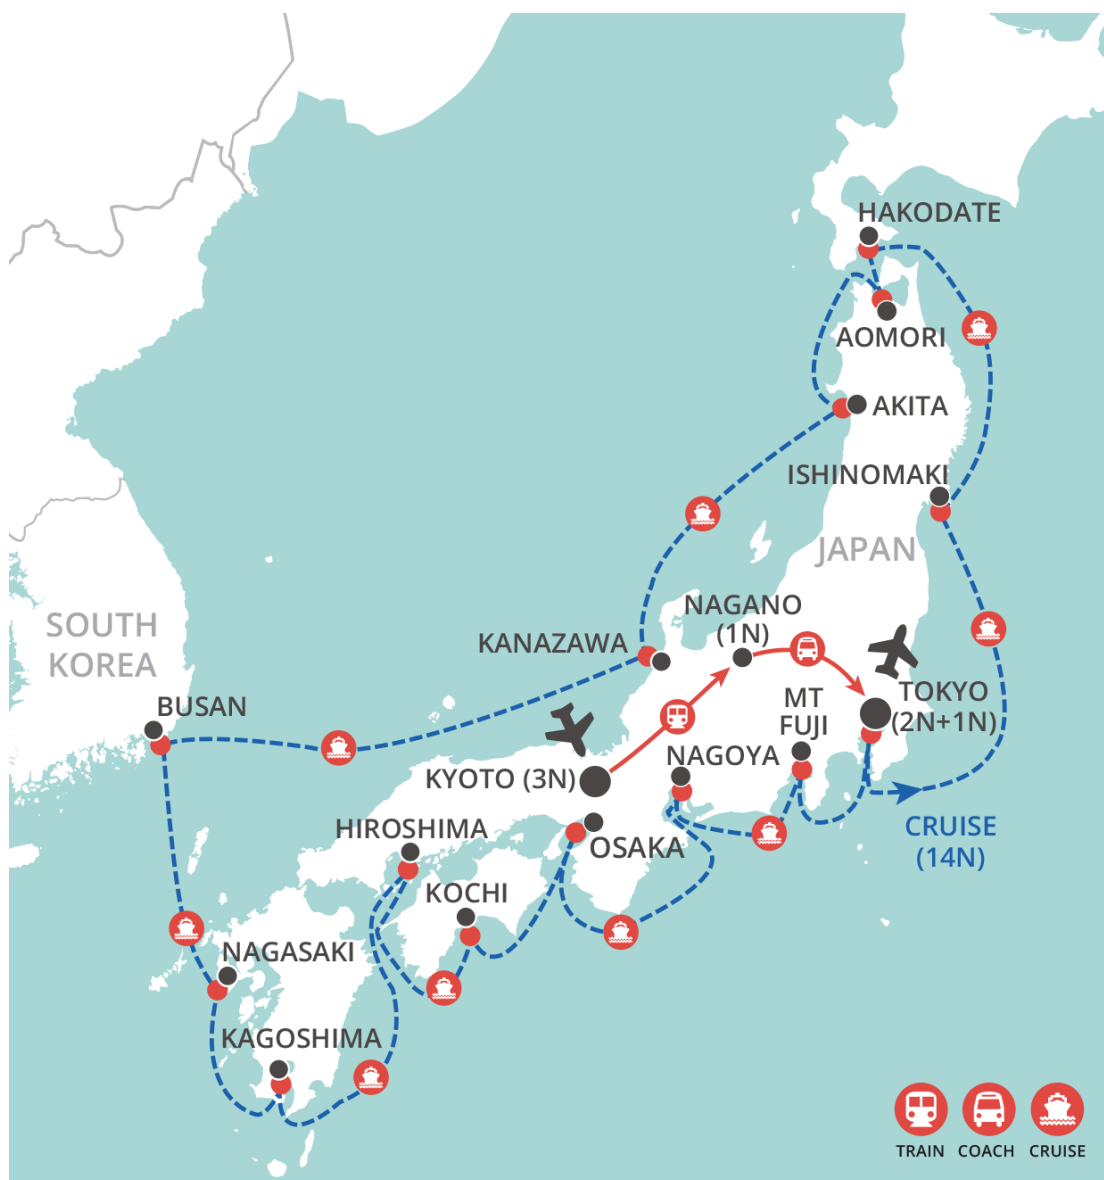 HAKODATE
AOMORI
AKITA
ISHINOMAKI
JAPAN
NAGANO
(1N)
SOUTH
KOREA
KANAZAWA
TOKYO
(2N+1N)
MT
FUJI
BUSAN
NAGOYA
KYOTO (3N)
HIROSHIMA
OSAKA
CRUISE
(14N)
KOCHI
NAGASAKI
KAGOSHIMA
TRAIN
COACH
CRUISE